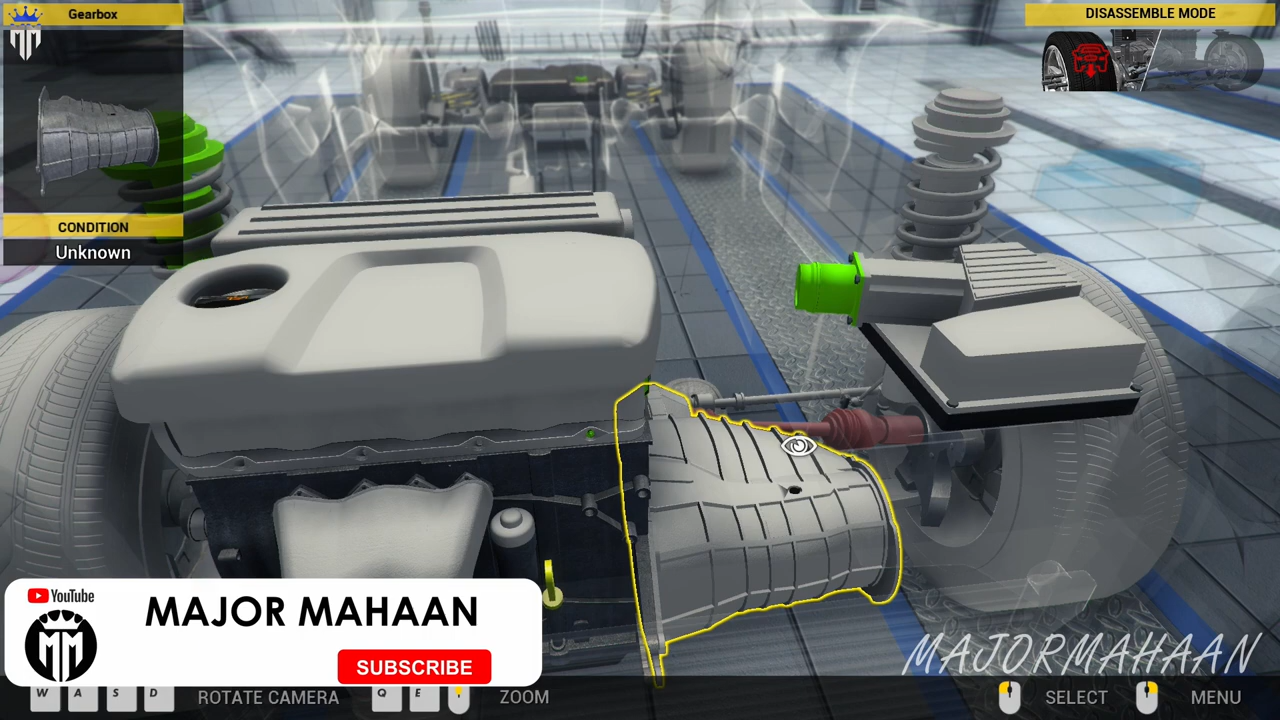 Gearbox
DISASSEMBLE MODE
CONDITION
Unknown
YouTube
MAJOR MAHAAN
SUBSCRIBE
MAJORMAHAAN
W A S D ROTATE CAMERA Q E ZOOM SELECT MENU